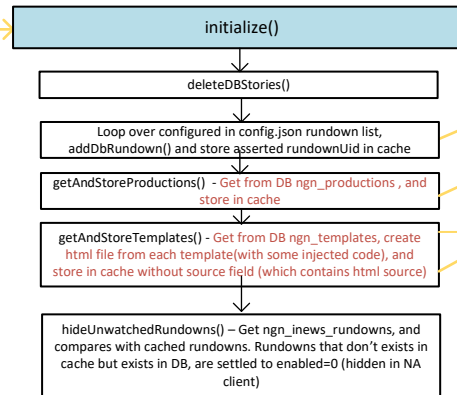 initialize()
deleteDBStories()
Loop over configured in config.json rundown list,
addDbRundown() and store asserted rundownUid in cache
getAndStoreProductions() - Get from DB ngn_productions , and
store in cache
getAndStoreTemplates() - Get from DB ngn_templates, create
html file from each template(with some injected code), and
store in cache without source field (which contains html source)
hideUnwatchedRundowns() – Get ngn_inews_rundowns, and
compares with cached rundowns. Rundowns that don’t exists in
cache but exists in DB, are settled to enabled=0 (hidden in NA
client)